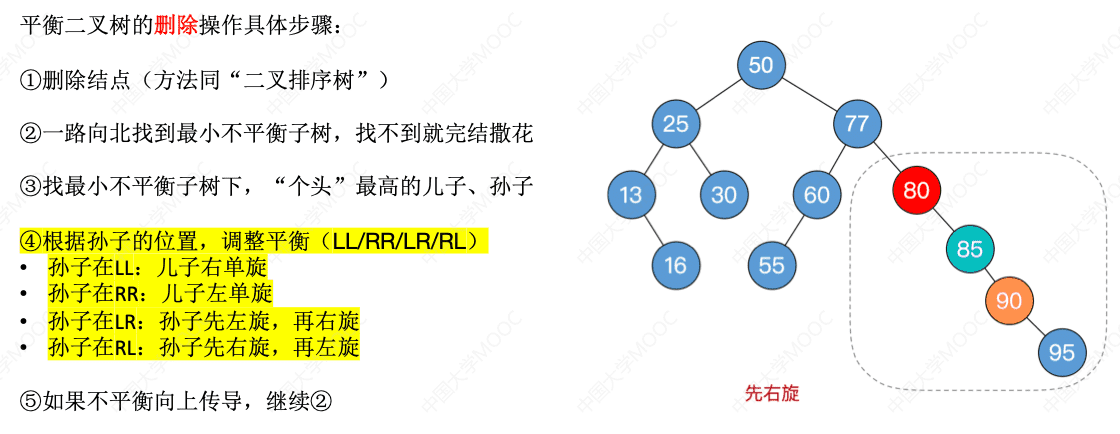 平衡二叉树的删除操作具体步骤：
①删除结点（方法同“二叉排序树”）
②一路向北找到最小不平衡子树，找不到就完结撒花
③找最小不平衡子树下，“个头”最高的儿子、孙子
④根据孙子的位置，调整平衡（LL/RR/LR/RL）
• 孙子在LL：儿子右单旋
• 孙子在RR：儿子左单旋
• 孙子在LR：孙子先左旋，再右旋
• 孙子在RL：孙子先右旋，再左旋
⑤如果不平衡向上传导，继续②
50
25 77
13 30 60 80
16 55 85
90
95
先右旋
中国大学MOOC